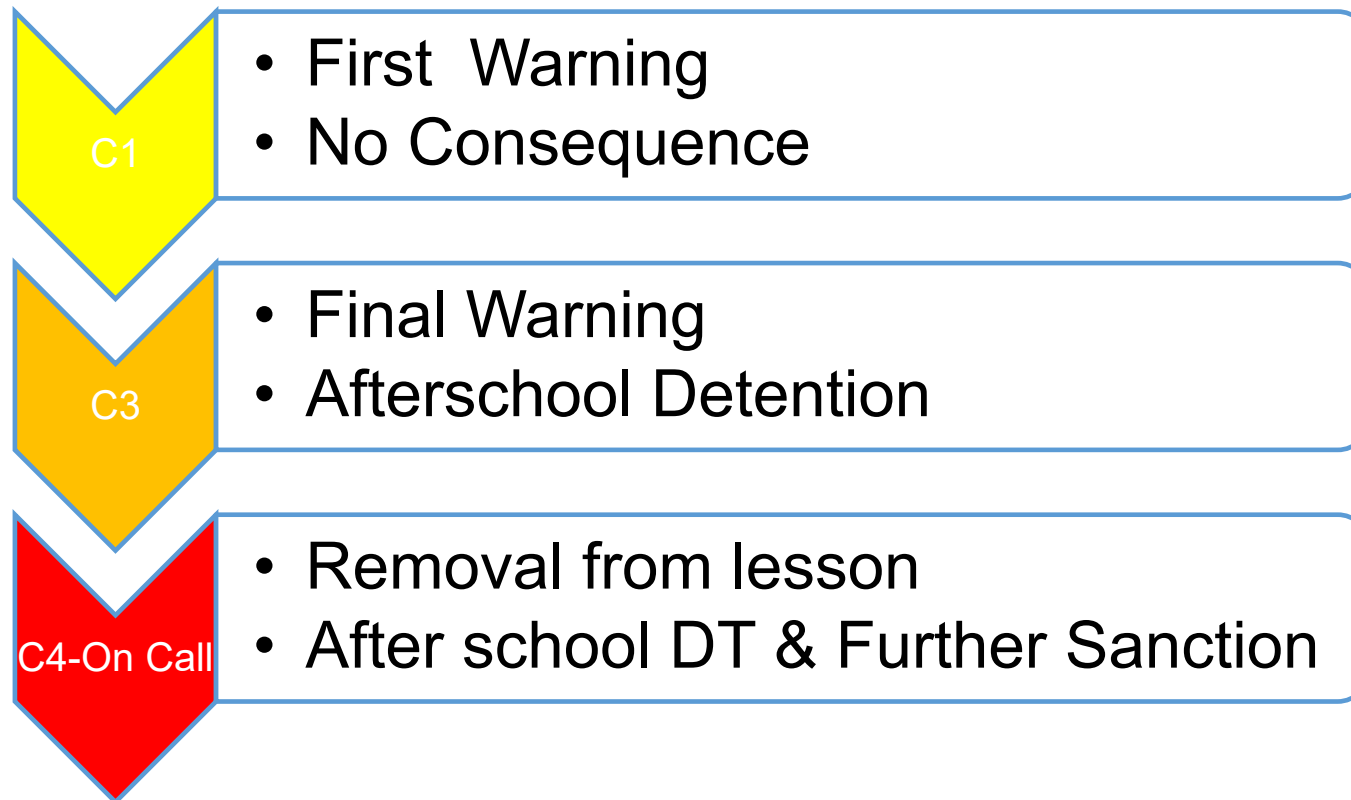 C1
• First  Warning
• No Consequence
C3
• Final Warning
• Afterschool Detention
C4-On Call
• Removal from lesson
• After school DT & Further Sanction